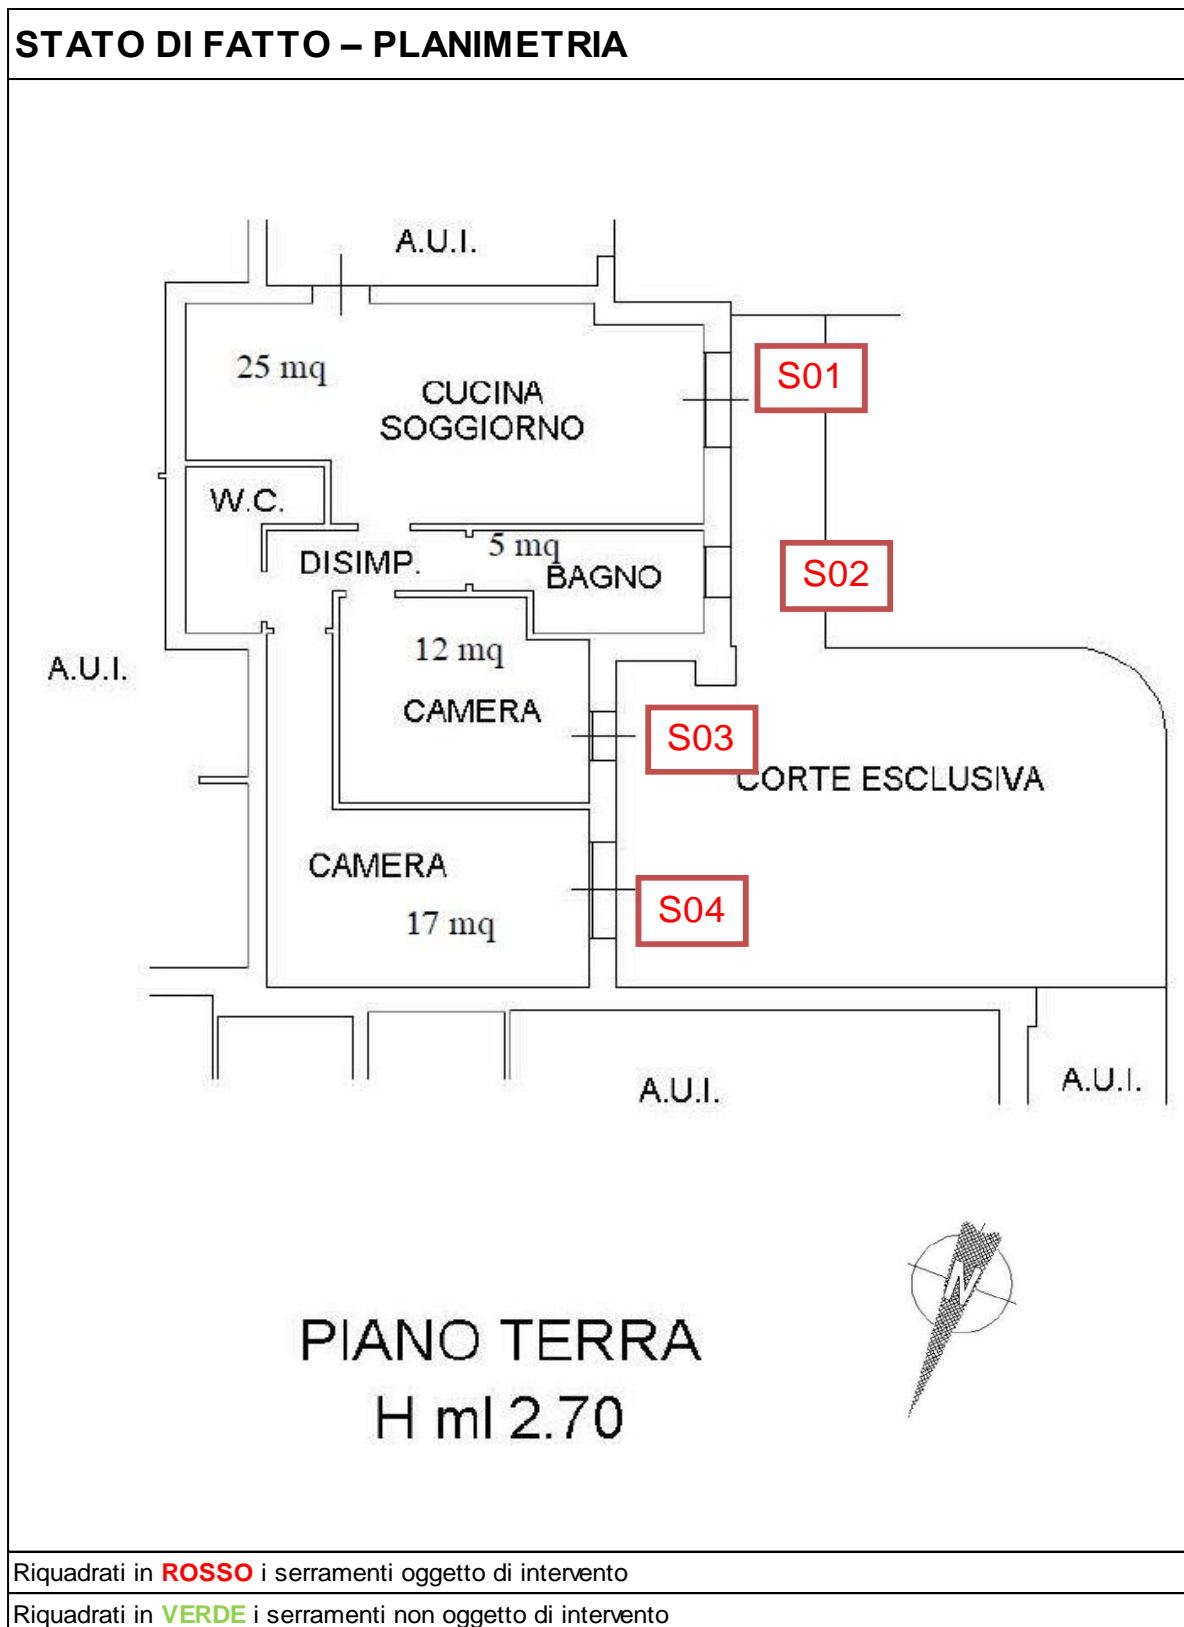 STATO DI FATTO – PLANIMETRIA
A.U.I.
25 mq
S01
CUCINA
SOGGIORNO
W.C.
5 mq
DISIMP.
BAGNO
S02
12 mq
A.U.I.
CAMERA
S03
CORTE ESCLUSIVA
CAMERA
17 mq
S04
A.U.I.
A.U.I.
N
PIANO TERRA
H ml 2.70
Riquadrati in ROSSO i serramenti oggetto di intervento
Riquadrati in VERDE i serramenti non oggetto di intervento